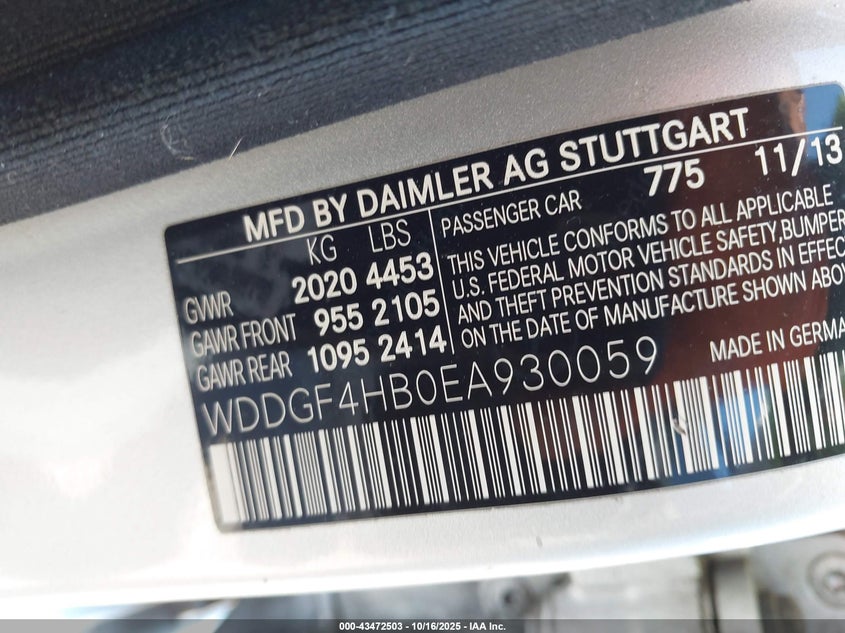 MFD BY DAIMLER AG STUTTGART
775 11/13
KG LBS
GVWR 2020 4453
GAWR FRONT 955 2105
GAWR REAR 1095 2414
PASSENGER CAR
THIS VEHICLE CONFORMS TO ALL APPLICABLE
U.S. FEDERAL MOTOR VEHICLE SAFETY, BUMPER
AND THEFT PREVENTION STANDARDS IN EFFEC
ON THE DATE OF MANUFACTURE SHOWN ABOV
WDDGF4HB0EA930059
MADE IN GERMA
000-43472503 - 10/16/2025 - IAA Inc.